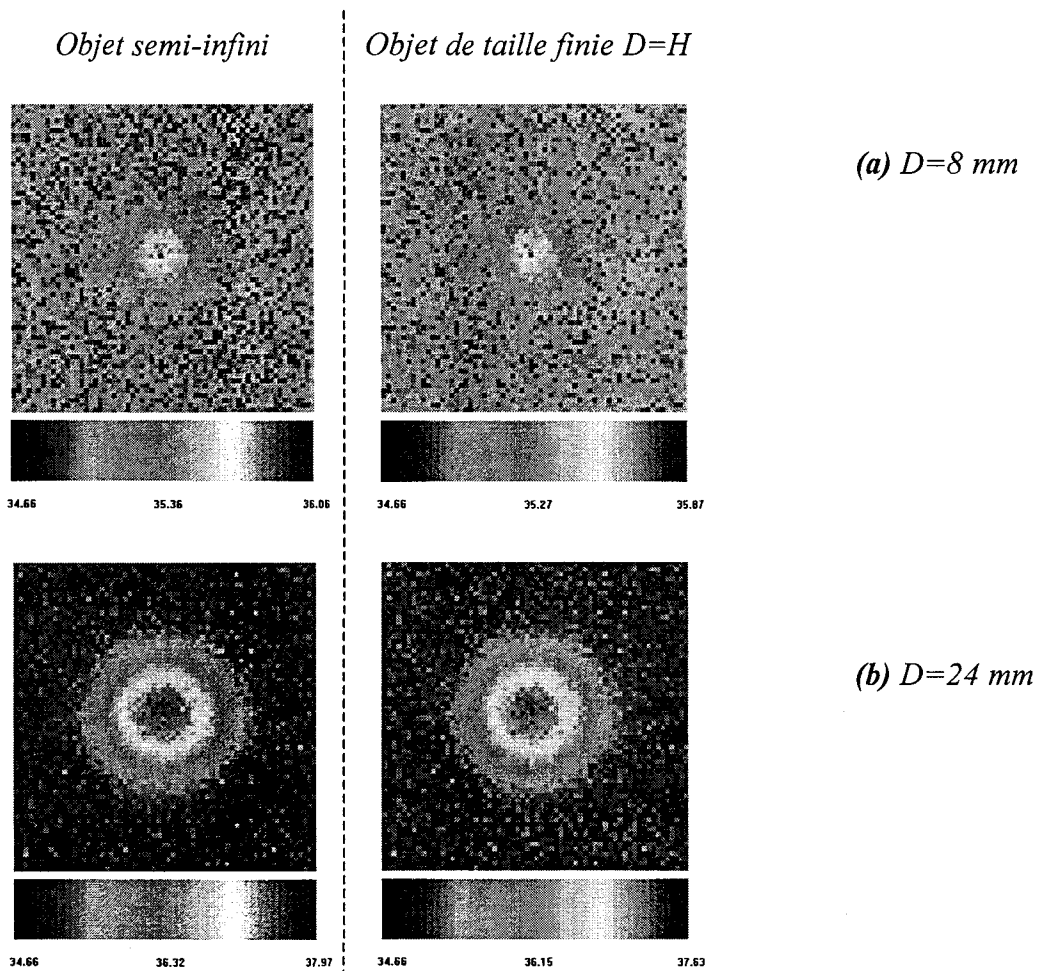 Objet semi-infini
Objet de taille finie D=H
(a) D=8 mm
34.66 35.36 36.06
34.66 35.27 35.87
(b) D=24 mm
34.66 36.32 37.97
34.66 36.15 37.63